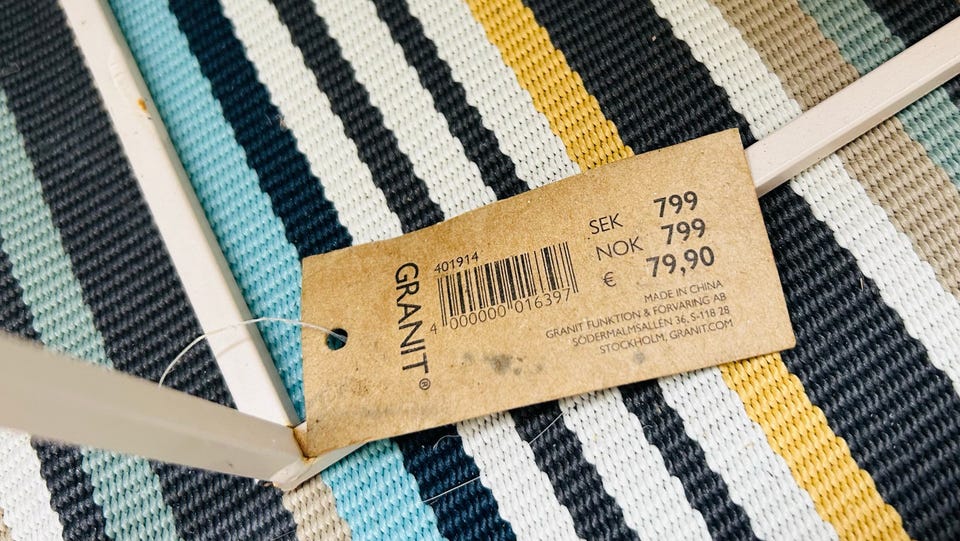 GRANIT®
401914
4 000000 016397
SEK 799
NOK 799
€ 79,90
MADE IN CHINA
GRANIT FUNKTION & FÖRVARING AB
SÖDERMALMSALLÉN 36, S-118 28
STOCKHOLM, GRANIT.COM